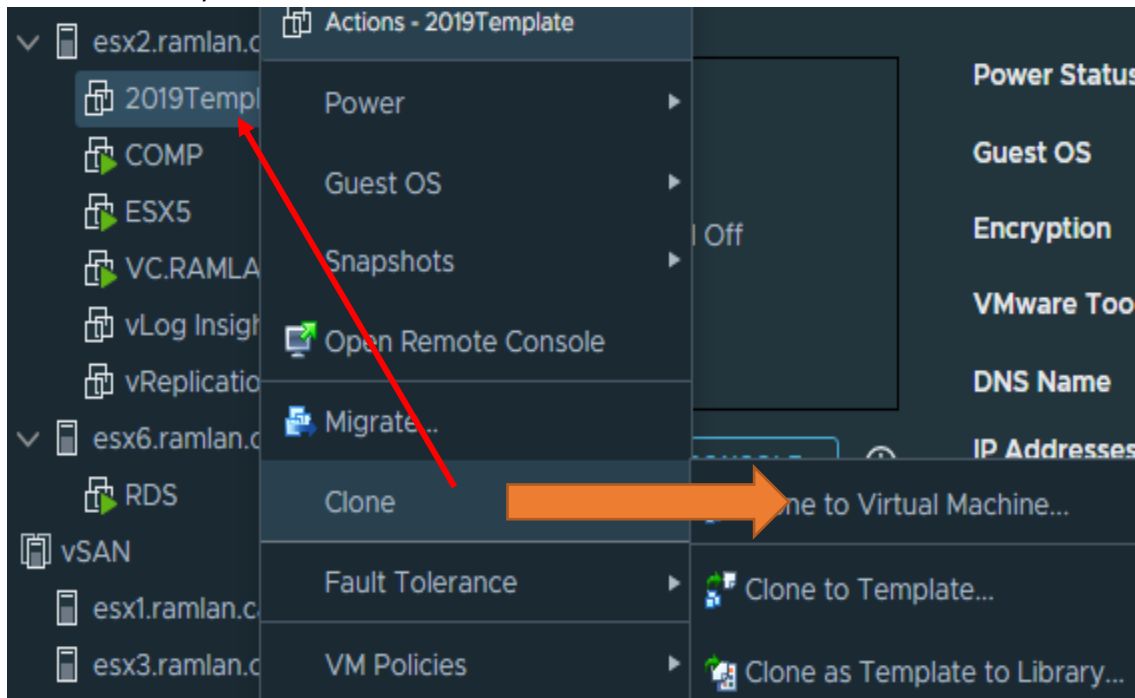 esx2.ramlan.c
2019Templ
COMP
ESX5
VC.RAMLA
vLog Insigh
vReplicatio
esx6.ramlan.c
RDS
vSAN
esx1.ramlan.c
esx3.ramlan.c
Actions - 2019Template
Power
Guest OS
Snapshots
Open Remote Console
Migrate...
Clone
Fault Tolerance
VM Policies
Clone to Virtual Machine...
Clone to Template...
Clone as Template to Library...
Off
Power Status
Guest OS
Encryption
VMware Too
DNS Name
IP Addresses